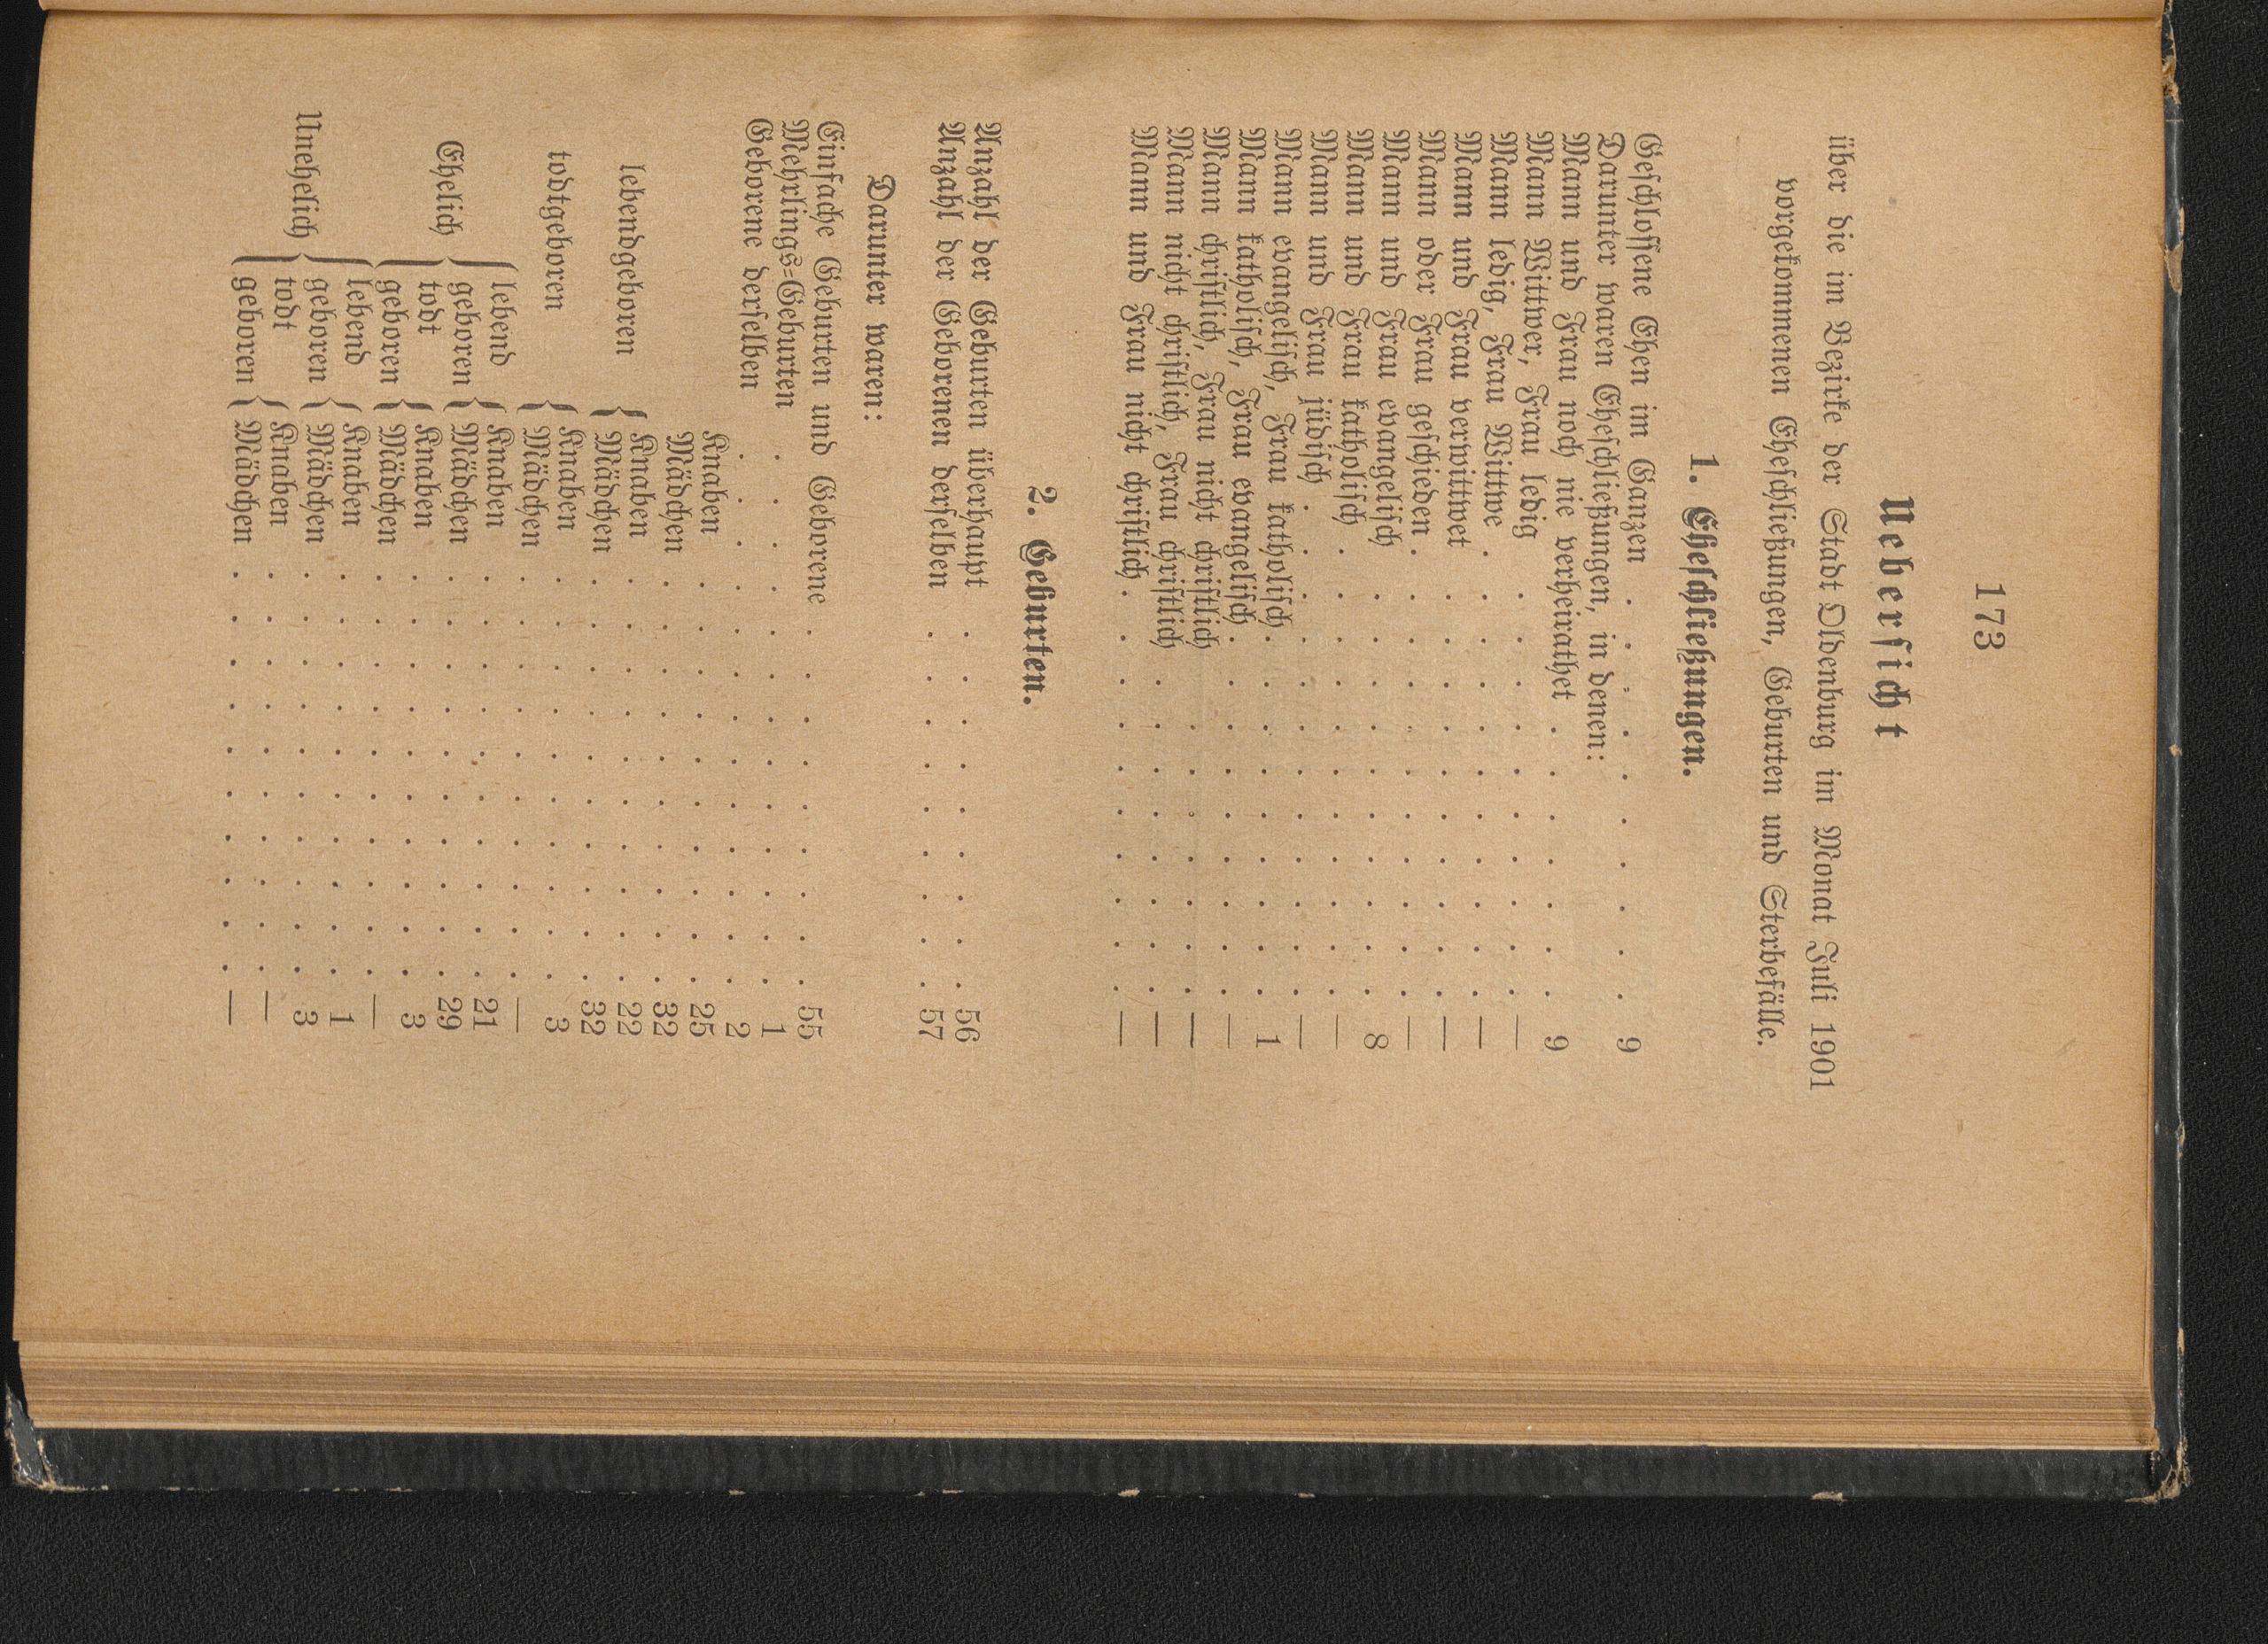 173
Ueberſicht
über die im Bezirke der Stadt Oldenburg im Monat Juli 1901
vorgekommenen Eheſchließungen, Geburten und Sterbefälle.
1. Eheſchließungen.
Geſchloſſene Ehen im Ganzen . . . . . . . . . . 9
Darunter waren Eheſchließungen, in denen:
Mann und Frau noch nie verheirathet . . . . . . . 9
Mann Wittwer, Frau ledig . . . . . . . . . . —
Mann ledig, Frau Wittwe . . . . . . . . . . —
Mann und Frau verwittwet . . . . . . . . . . —
Mann oder Frau geſchieden . . . . . . . . . . —
Mann und Frau evangeliſch . . . . . . . . . . 8
Mann und Frau katholiſch . . . . . . . . . . —
Mann und Frau jüdiſch . . . . . . . . . . . —
Mann evangeliſch, Frau katholiſch . . . . . . . . . 1
Mann katholiſch, Frau evangeliſch . . . . . . . . . —
Mann chriſtlich, Frau nicht chriſtlich . . . . . . . . —
Mann nicht chriſtlich, Frau chriſtlich . . . . . . . . —
Mann und Frau nicht chriſtlich . . . . . . . . . . —
2. Geburten.
Anzahl der Geburten überhaupt . . . . . . . . . 56
Anzahl der Geborenen derſelben . . . . . . . . . 57
Darunter waren:
Einfache Geburten und Geborene . . . . . . . . . 55
Mehrlings-Geburten . . . . . . . . . . . . 1
Geborene derſelben . . . . . . . . . . . . 2
Knaben . . . . . . . . . . 25
Mädchen . . . . . . . . . . 32
lebendgeboren { Knaben . . . . . . . . . . 22
Mädchen . . . . . . . . . . 32
todtgeboren { Knaben . . . . . . . . . . 3
Mädchen . . . . . . . . . . —
Ehelich { lebend geboren { Knaben . . . . . . . . . . 21
Mädchen . . . . . . . . . . 29
todt geboren { Knaben . . . . . . . . . . 3
Mädchen . . . . . . . . . . —
Unehelich { lebend geboren { Knaben . . . . . . . . . . 1
Mädchen . . . . . . . . . . 3
todt geboren { Knaben . . . . . . . . . . —
Mädchen . . . . . . . . . . —